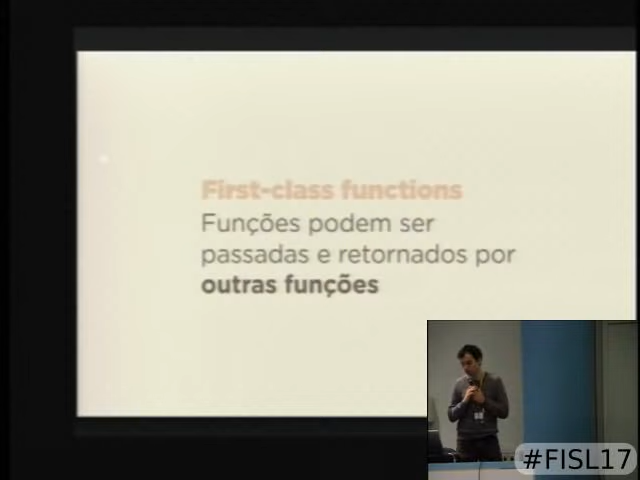 First-class functions
Funções podem ser
passadas e retornados por
outras funções
#FISL17